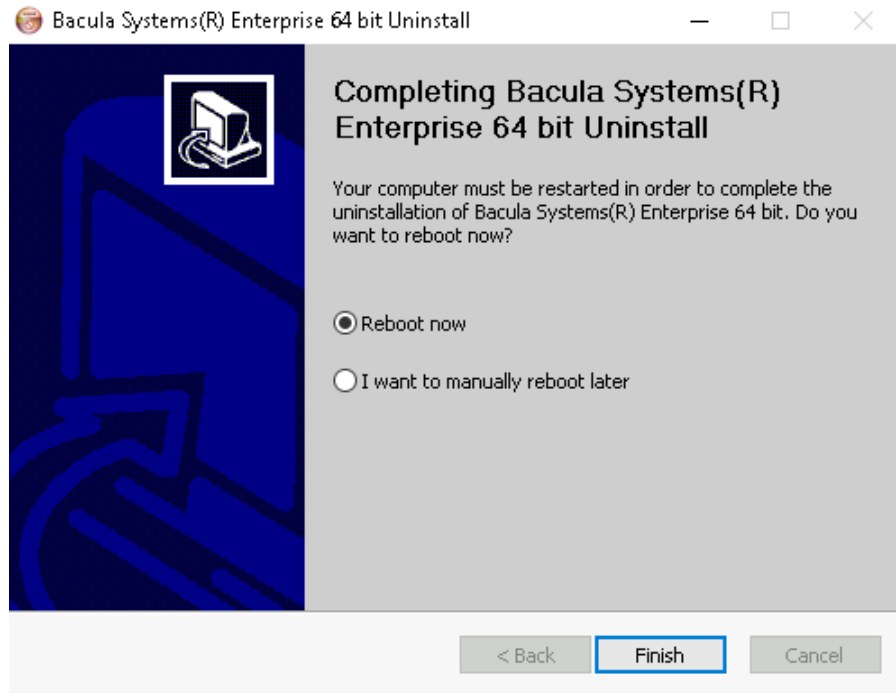 Bacula Systems(R) Enterprise 64 bit Uninstall
Completing Bacula Systems(R)
Enterprise 64 bit Uninstall
Your computer must be restarted in order to complete the
uninstallation of Bacula Systems(R) Enterprise 64 bit. Do you
want to reboot now?
Reboot now
I want to manually reboot later
< Back
Finish
Cancel